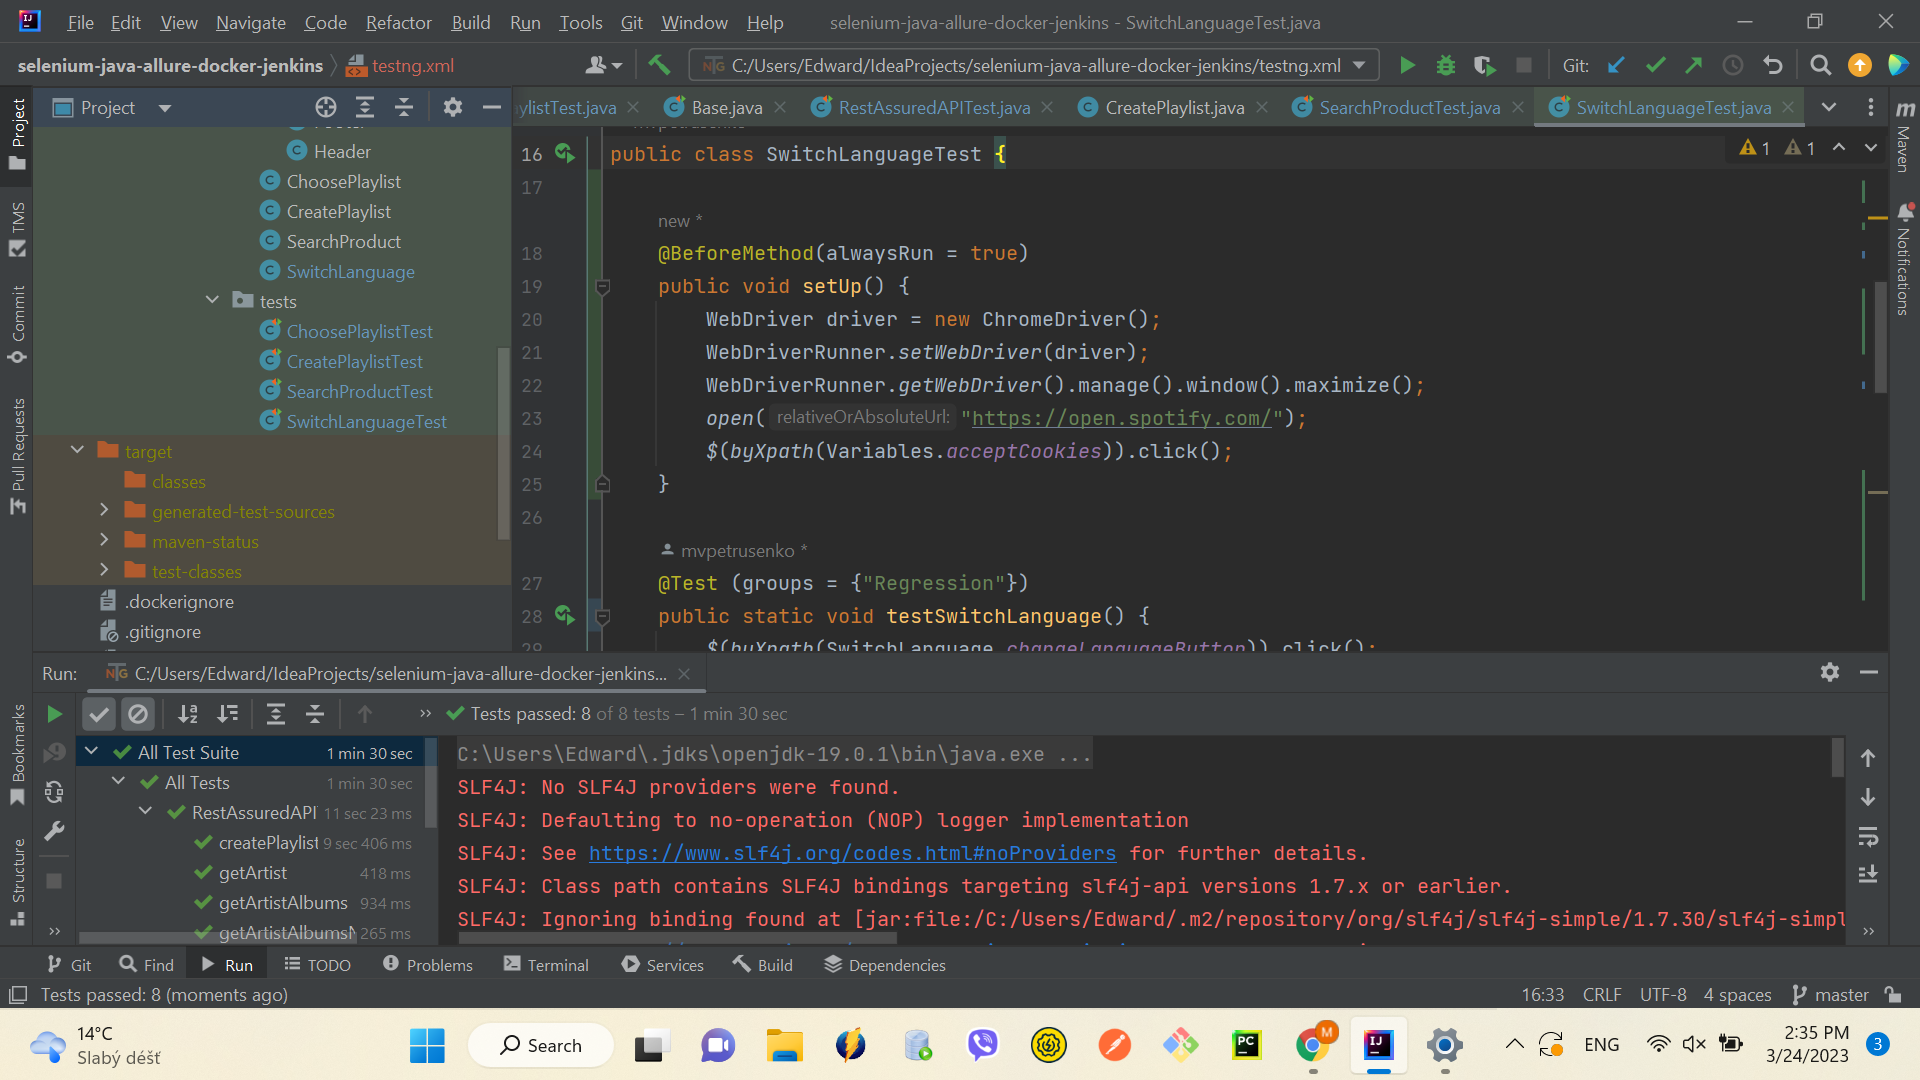 File Edit View Navigate Code Refactor Build Run Tools Git Window Help selenium-java-allure-docker-jenkins - SwitchLanguageTest.java
selenium-java-allure-docker-jenkins testng.xml C:/Users/Edward/IdeaProjects/selenium-java-allure-docker-jenkins/testng.xml Git:
Project ylistTest.java Base.java RestAssuredAPITest.java CreatePlaylist.java SearchProductTest.java SwitchLanguageTest.java
Project
TMS
Commit
Pull Requests
Bookmarks
Structure
Header
ChoosePlaylist
CreatePlaylist
SearchProduct
SwitchLanguage
tests
ChoosePlaylistTest
CreatePlaylistTest
SearchProductTest
SwitchLanguageTest
target
classes
generated-test-sources
maven-status
test-classes
.dockerignore
.gitignore
mvpetrusenko
16 public class SwitchLanguageTest {
1 1
17
new *
18 @BeforeMethod(alwaysRun = true)
19 public void setUp() {
20 WebDriver driver = new ChromeDriver();
21 WebDriverRunner.setWebDriver(driver);
22 WebDriverRunner.getWebDriver().manage().window().maximize();
23 open( relativeOrAbsoluteUrl: "https://open.spotify.com/");
24 $(byXpath(Variables.acceptCookies)).click();
25 }
26
mvpetrusenko *
27 @Test (groups = {"Regression"})
28 public static void testSwitchLanguage() {
29 $(byXpath(SwitchLanguage.changeLanguageButton)).click();
Maven
Notifications
Run: C:/Users/Edward/IdeaProjects/selenium-java-allure-docker-jenkins...
Tests passed: 8 of 8 tests – 1 min 30 sec
All Test Suite 1 min 30 sec
All Tests 1 min 30 sec
RestAssuredAPI 11 sec 23 ms
createPlaylist 9 sec 406 ms
getArtist 418 ms
getArtistAlbums 934 ms
getArtistAlbumsN 265 ms
C:\Users\Edward\.jdks\openjdk-19.0.1\bin\java.exe ...
SLF4J: No SLF4J providers were found.
SLF4J: Defaulting to no-operation (NOP) logger implementation
SLF4J: See https://www.slf4j.org/codes.html#noProviders for further details.
SLF4J: Class path contains SLF4J bindings targeting slf4j-api versions 1.7.x or earlier.
SLF4J: Ignoring binding found at [jar:file:/C:/Users/Edward/.m2/repository/org/slf4j/slf4j-simple/1.7.30/slf4j-simpl
Git Find Run TODO Problems Terminal Services Build Dependencies
Tests passed: 8 (moments ago) 16:33 CRLF UTF-8 4 spaces master
14°C
Slabý déšť
Search
ENG
2:35 PM
3/24/2023
3